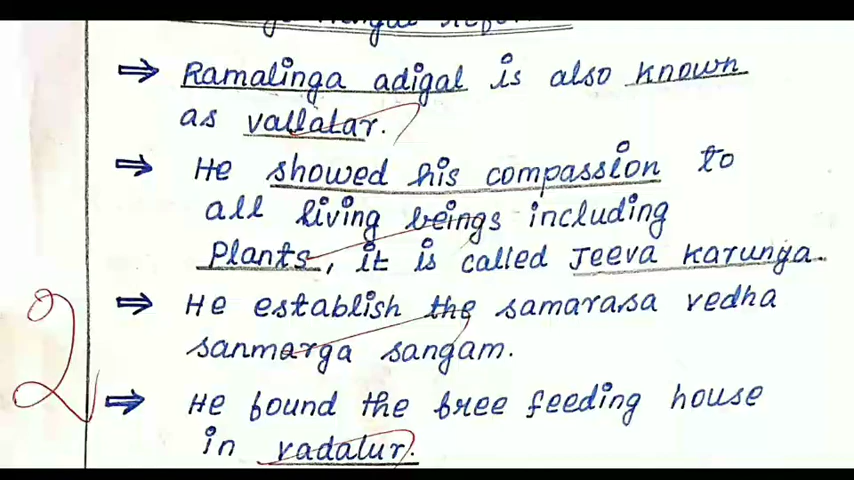 ⇒ Ramalinga adigal is also known
as vallalar.
⇒ He showed his compassion to
all living beings including
Plants, it is called Jeeva Karunya.
⇒ He establish the samarasa vedha
sanmarga sangam.
2
⇒ He found the free feeding house
in vadalur.